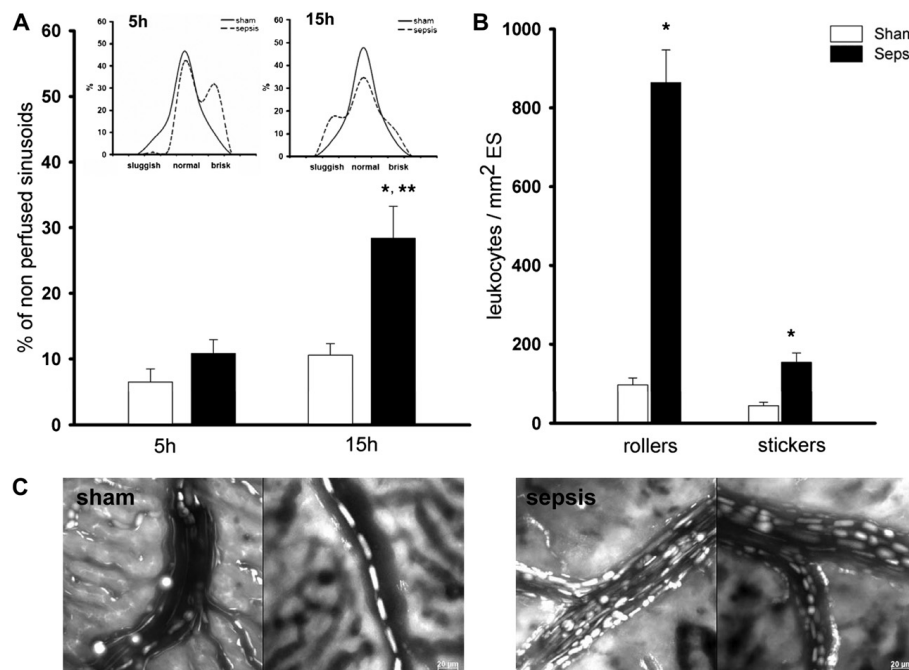 A
5h
sham
sepsis
60
50
40
30
20
10
0
%
sluggish normal brisk
15h
sham
sepsis
60
50
40
30
20
10
0
%
sluggish normal brisk
% of non perfused sinusoids
60
50
40
30
20
10
0
*, **
5h 15h
B
Sham
Seps
leukocytes / mm² ES
1000
800
600
400
200
0
*
*
rollers stickers
C
sham
20 µm
sepsis
20 µm